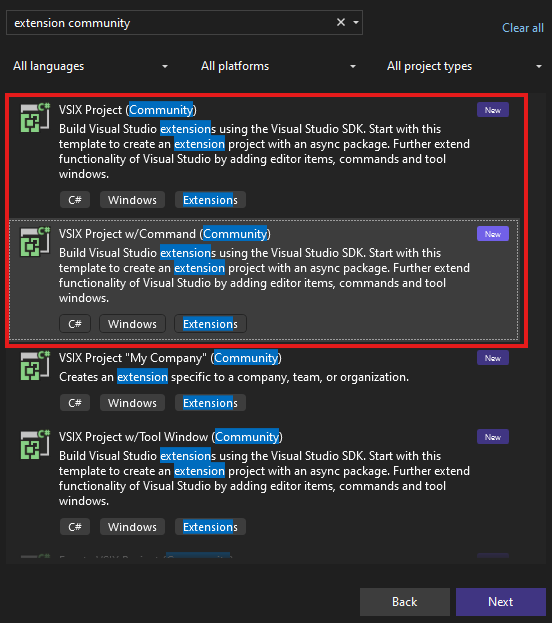 extension community
Clear all
All languages
All platforms
All project types
VSIX Project (Community)
New
Build Visual Studio extensions using the Visual Studio SDK. Start with this
template to create an extension project with an async package. Further extend
functionality of Visual Studio by adding editor items, commands and tool
windows.
C# Windows Extensions
VSIX Project w/Command (Community)
New
Build Visual Studio extensions using the Visual Studio SDK. Start with this
template to create an extension project with an async package. Further extend
functionality of Visual Studio by adding editor items, commands and tool
windows.
C# Windows Extensions
VSIX Project "My Company" (Community)
New
Creates an extension specific to a company, team, or organization.
C# Windows Extensions
VSIX Project w/Tool Window (Community)
New
Build Visual Studio extensions using the Visual Studio SDK. Start with this
template to create an extension project with an async package. Further extend
functionality of Visual Studio by adding editor items, commands and tool
windows.
C# Windows Extensions
VSIX Project (Community)
Back
Next